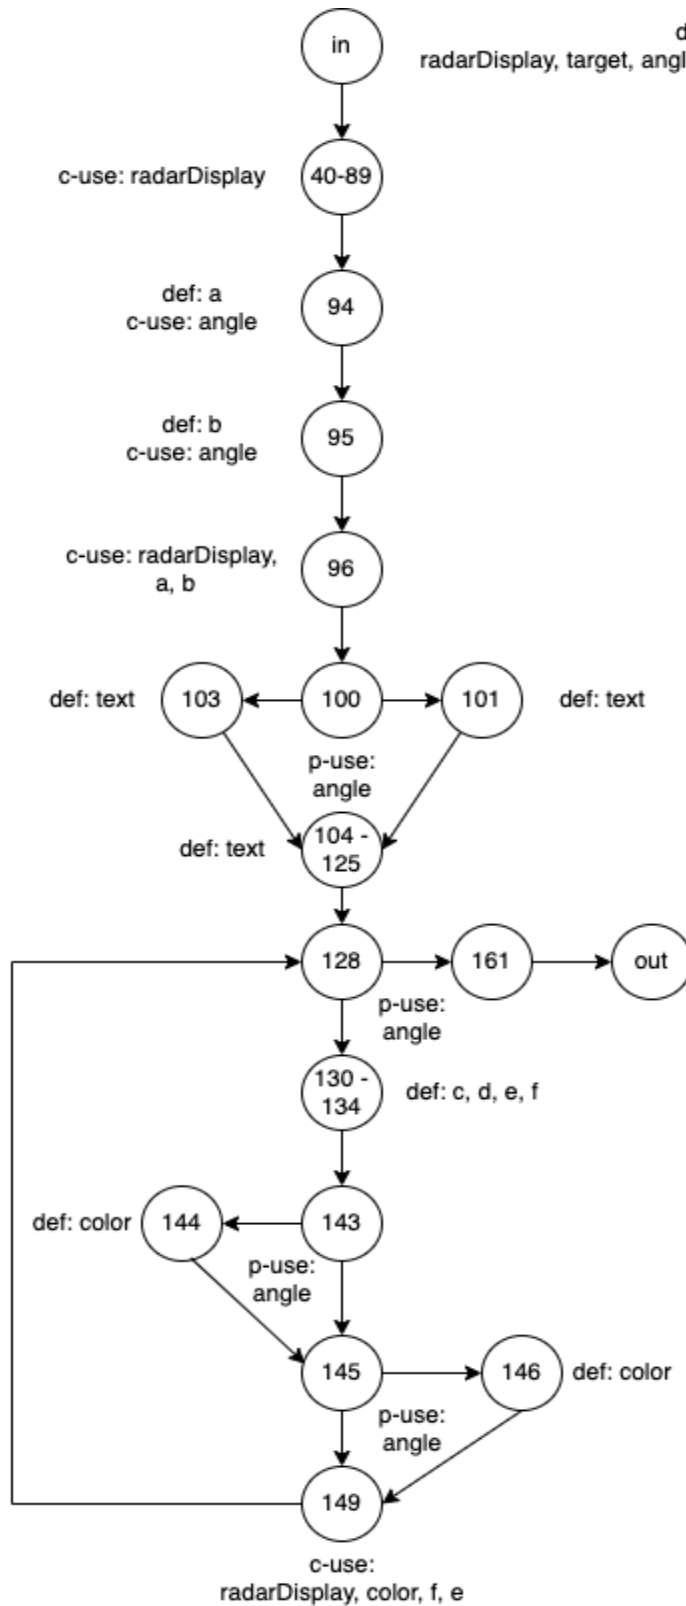 in
radarDisplay, target,
c-use: radarDisplay
40-89
def: a
c-use: angle
94
def: b
c-use: angle
95
c-use: radarDisplay,
a, b
96
def: text
103
100
101
def: text
p-use:
angle
def: text
104 -
125
128
161
out
p-use:
angle
130 -
134
def: c, d, e, f
def: color
144
143
p-use:
angle
145
146
def: color
p-use:
angle
149
c-use:
radarDisplay, color, f, e